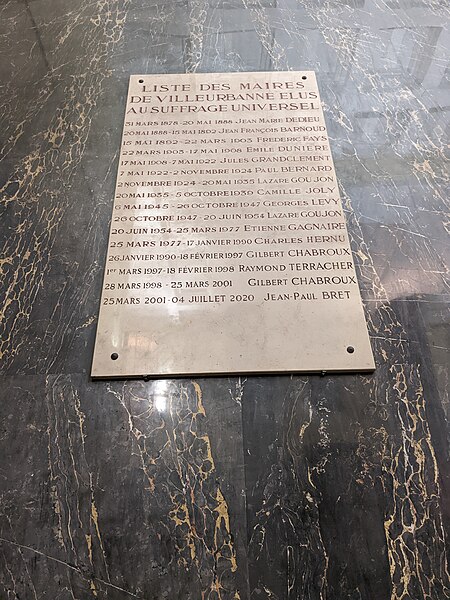 LISTE DES MAIRES
DE VILLEURBANNE ELUS
AU SUFFRAGE UNIVERSEL
31 MARS 1878-20 MAI 1888-JEAN MARIE DEDIEU
20 MAI 1888-15 MAI 1892 JEAN FRANÇOIS BARNOUD
15 MAI 1892-22 MARS 1903 FREDERIC FAYS
22 MARS 1903-17 MAI 1908 EMILE DUNIERE
17 MAI 1908-7 MAI 1922 JULES GRANDCLEMENT
7 MAI 1922-2 NOVEMBRE 1924 PAUL BERNARD
2 NOVEMBRE 1924-20 MAI 1935 LAZARE GOUJON
20 MAI 1935-5 OCTOBRE 1939 CAMILLE JOLY
6 MAI 1945-26 OCTOBRE 1947 GEORGES LEVY
26 OCTOBRE 1947-20 JUIN 1954 LAZARE GOUJON
20 JUIN 1954-25 MARS 1977 ETIENNE GAGNAIRE
25 MARS 1977-17 JANVIER 1990 CHARLES HERNU
26 JANVIER 1990-18 FÉVRIER 1997 GILBERT CHABROUX
1er MARS 1997-18 FÉVRIER 1998 RAYMOND TERRACHER
28 MARS 1998 - 25 MARS 2001 GILBERT CHABROUX
25 MARS 2001-04 JUILLET 2020 JEAN-PAUL BRET